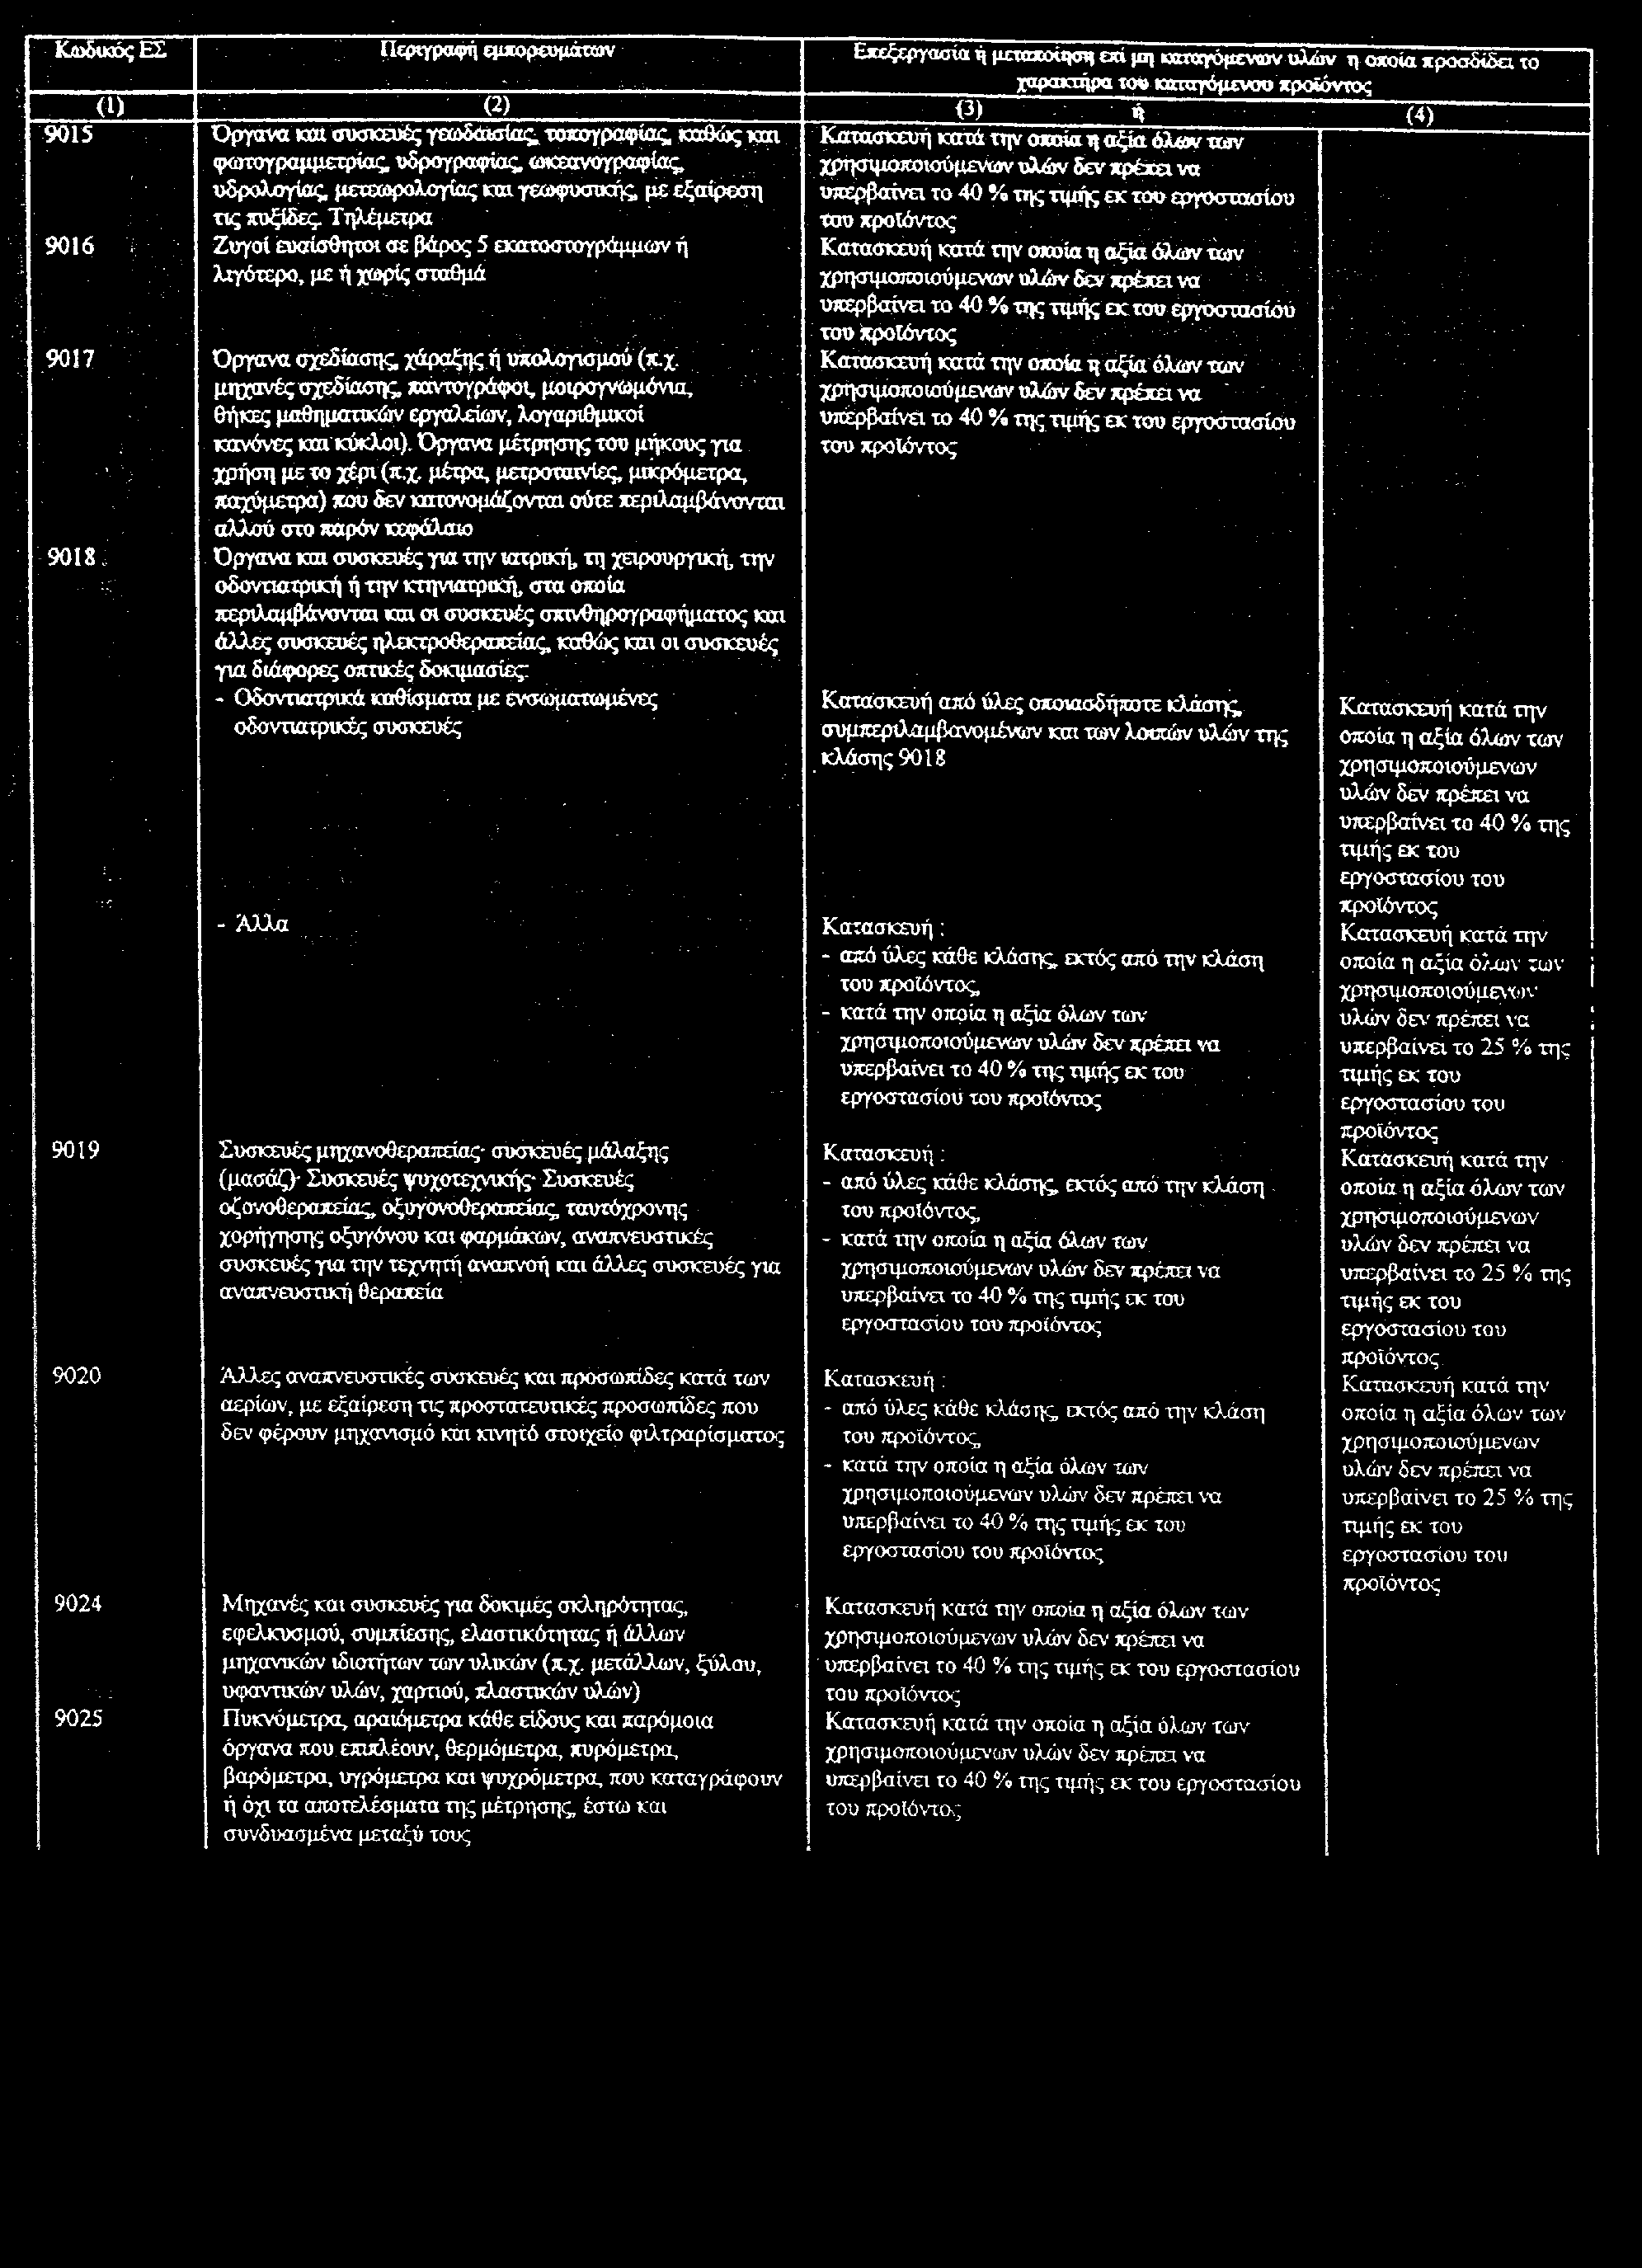 Κωδικός ΕΣ
Περιγραφή εμπορευμάτων
Επεξεργασία ή μεταποίηση επί μη καταγόμενων υλών η οποία προσδίδει το
χαρακτήρα του καταγόμενου προϊόντος
(1)
(2)
(3) ή
(4)
9015
Όργανα και συσκευές γεωδαισίας, τοπογραφίας, καθώς και
φωτογραμμετρίας, υδρογραφίας, ωκεανογραφίας,
υδρολογίας, μετεωρολογίας και γεωφυσικής, με εξαίρεση
τις πυξίδες. Τηλέμετρα
Κατασκευή κατά την οποία η αξία όλων των
χρησιμοποιούμενων υλών δεν πρέπει να
υπερβαίνει το 40 % της τιμής εκ του εργοστασίου
του προϊόντος
9016
Ζυγοί ευαίσθητοι σε βάρος 5 εκατοστογράμμων ή
λιγότερο, με ή χωρίς σταθμά
Κατασκευή κατά την οποία η αξία όλων των
χρησιμοποιούμενων υλών δεν πρέπει να
υπερβαίνει το 40 % της τιμής εκ του εργοστασίου
του προϊόντος
9017
Όργανα σχεδίασης, χάραξης ή υπολογισμού (π.χ.
μηχανές σχεδίασης, παντογράφοι, μοιρογνωμόνια,
θήκες μαθηματικών εργαλείων, λογαριθμικοί
κανόνες και κύκλοι). Όργανα μέτρησης του μήκους για
χρήση με το χέρι (π.χ. μέτρα, μετροταινίες, μικρόμετρα,
παχύμετρα) που δεν κατονομάζονται ούτε περιλαμβάνονται
αλλού στο παρόν κεφάλαιο
Κατασκευή κατά την οποία η αξία όλων των
χρησιμοποιούμενων υλών δεν πρέπει να
υπερβαίνει το 40 % της τιμής εκ του εργοστασίου
του προϊόντος
9018
Όργανα και συσκευές για την ιατρική, τη χειρουργική, την
οδοντιατρική ή την κτηνιατρική, στα οποία
περιλαμβάνονται και οι συσκευές σπινθηρογραφήματος και
άλλες συσκευές ηλεκτροθεραπείας, καθώς και οι συσκευές
για διάφορες οπτικές δοκιμασίες:
- Οδοντιατρικά καθίσματα με ενσωματωμένες
οδοντιατρικές συσκευές
Κατασκευή από ύλες οποιασδήποτε κλάσης,
συμπεριλαμβανομένων και των λοιπών υλών της
κλάσης 9018
Κατασκευή κατά την
οποία η αξία όλων των
χρησιμοποιούμενων
υλών δεν πρέπει να
υπερβαίνει το 40 % της
τιμής εκ του
εργοστασίου του
προϊόντος
- Άλλα
Κατασκευή :
- από ύλες κάθε κλάσης, εκτός από την κλάση
του προϊόντος,
- κατά την οποία η αξία όλων των
χρησιμοποιούμενων υλών δεν πρέπει να
υπερβαίνει το 40 % της τιμής εκ του
εργοστασίου του προϊόντος
Κατασκευή κατά την
οποία η αξία όλων των
χρησιμοποιούμενων
υλών δεν πρέπει να
υπερβαίνει το 25 % της
τιμής εκ του
εργοστασίου του
προϊόντος
9019
Συσκευές μηχανοθεραπείας· συσκευές μάλαξης
(μασάζ)· Συσκευές ψυχοτεχνικής· Συσκευές
οζονοθεραπείας, οξυγονοθεραπείας, ταυτόχρονης
χορήγησης οξυγόνου και φαρμάκων, αναπνευστικές
συσκευές για την τεχνητή αναπνοή και άλλες συσκευές για
αναπνευστική θεραπεία
Κατασκευή :
- από ύλες κάθε κλάσης, εκτός από την κλάση
του προϊόντος,
- κατά την οποία η αξία όλων των
χρησιμοποιούμενων υλών δεν πρέπει να
υπερβαίνει το 40 % της τιμής εκ του
εργοστασίου του προϊόντος
Κατασκευή κατά την
οποία η αξία όλων των
χρησιμοποιούμενων
υλών δεν πρέπει να
υπερβαίνει το 25 % της
τιμής εκ του
εργοστασίου του
προϊόντος
9020
Άλλες αναπνευστικές συσκευές και προσωπίδες κατά των
αερίων, με εξαίρεση τις προστατευτικές προσωπίδες που
δεν φέρουν μηχανισμό και κινητό στοιχείο φιλτραρίσματος
Κατασκευή :
- από ύλες κάθε κλάσης, εκτός από την κλάση
του προϊόντος,
- κατά την οποία η αξία όλων των
χρησιμοποιούμενων υλών δεν πρέπει να
υπερβαίνει το 40 % της τιμής εκ του
εργοστασίου του προϊόντος
Κατασκευή κατά την
οποία η αξία όλων των
χρησιμοποιούμενων
υλών δεν πρέπει να
υπερβαίνει το 25 % της
τιμής εκ του
εργοστασίου του
προϊόντος
9024
Μηχανές και συσκευές για δοκιμές σκληρότητας,
εφελκυσμού, συμπίεσης, ελαστικότητας ή άλλων
μηχανικών ιδιοτήτων των υλικών (π.χ. μετάλλων, ξύλου,
υφαντικών υλών, χαρτιού, πλαστικών υλών)
Κατασκευή κατά την οποία η αξία όλων των
χρησιμοποιούμενων υλών δεν πρέπει να
υπερβαίνει το 40 % της τιμής εκ του εργοστασίου
του προϊόντος
9025
Πυκνόμετρα, αραιόμετρα κάθε είδους και παρόμοια
όργανα που επιπλέουν, θερμόμετρα, πυρόμετρα,
βαρόμετρα, υγρόμετρα και ψυχρόμετρα, που καταγράφουν
ή όχι τα αποτελέσματα της μέτρησης, έστω και
συνδυασμένα μεταξύ τους
Κατασκευή κατά την οποία η αξία όλων των
χρησιμοποιούμενων υλών δεν πρέπει να
υπερβαίνει το 40 % της τιμής εκ του εργοστασίου
του προϊόντος